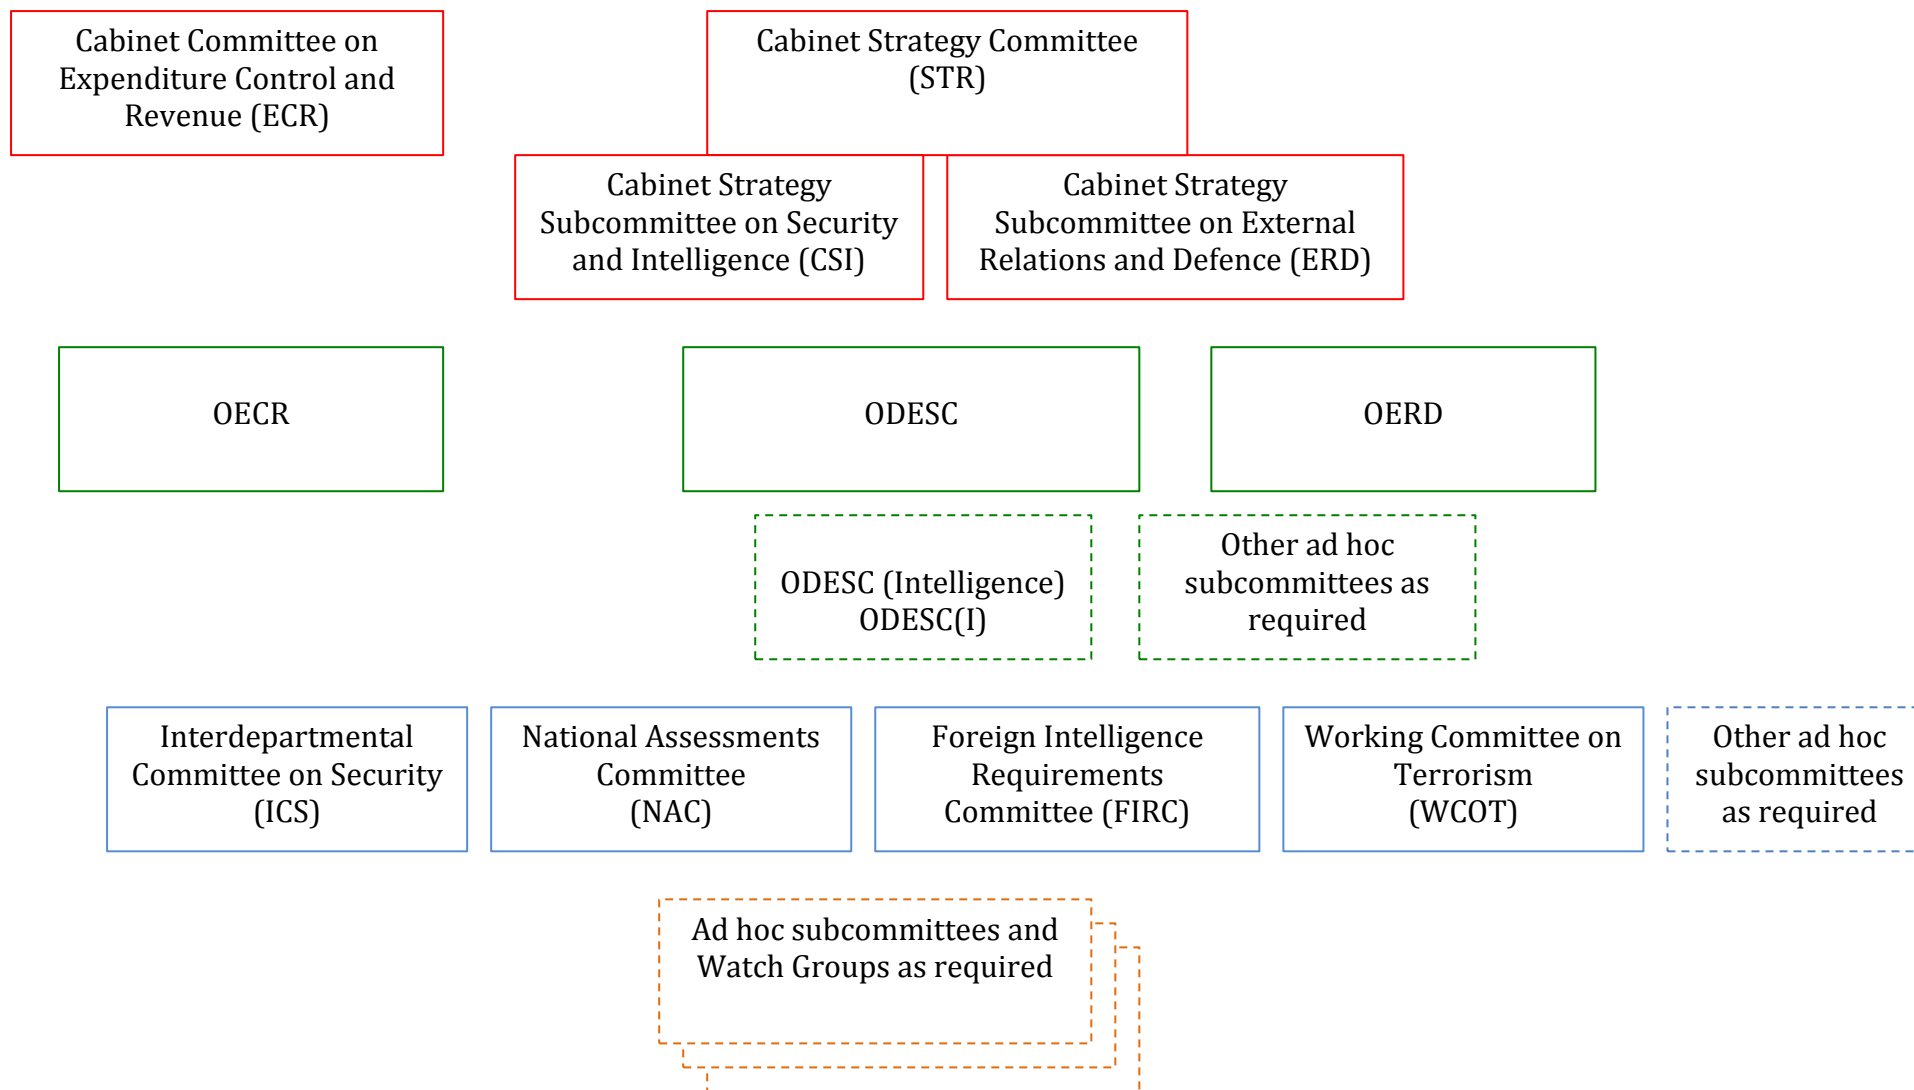 Cabinet Committee on
Expenditure Control and
Revenue (ECR)
Cabinet Strategy Committee
(STR)
Cabinet Strategy
Subcommittee on Security
and Intelligence (CSI)
Cabinet Strategy
Subcommittee on External
Relations and Defence (ERD)
OECR
ODESC
OERD
ODESC (Intelligence)
ODESC(I)
Other ad hoc
subcommittees as
required
Interdepartmental
Committee on Security
(ICS)
National Assessments
Committee
(NAC)
Foreign Intelligence
Requirements
Committee (FIRC)
Working Committee on
Terrorism
(WCOT)
Other ad hoc
subcommittees
as required
Ad hoc subcommittees and
Watch Groups as required